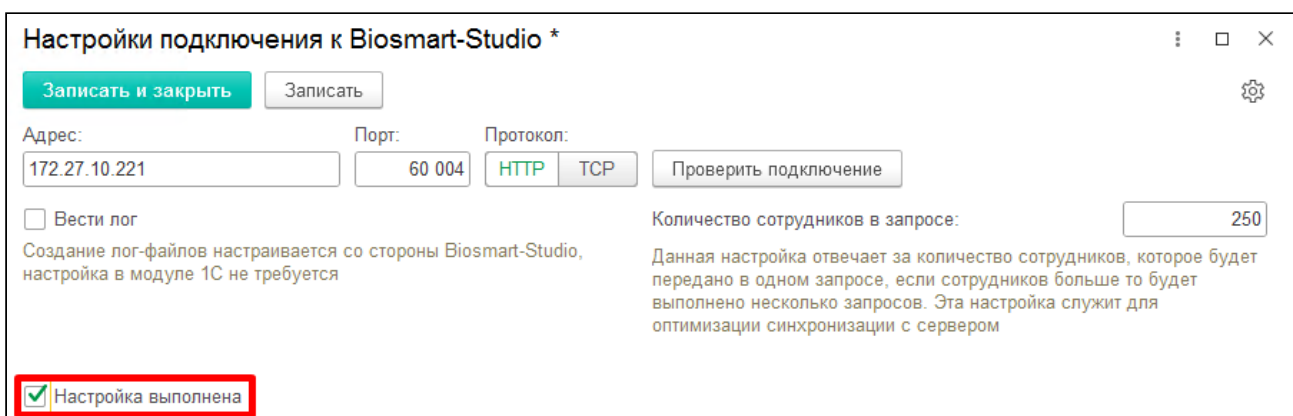 Настройки подключения к Biosmart-Studio *
Записать и закрыть Записать
Адрес: Порт: Протокол:
172.27.10.221 60 004 HTTP TCP Проверить подключение
Вести лог
Создание лог-файлов настраивается со стороны Biosmart-Studio,
настройка в модуле 1С не требуется
Количество сотрудников в запросе: 250
Данная настройка отвечает за количество сотрудников, которое будет
передано в одном запросе, если сотрудников больше то будет
выполнено несколько запросов. Эта настройка служит для
оптимизации синхронизации с сервером
Настройка выполнена